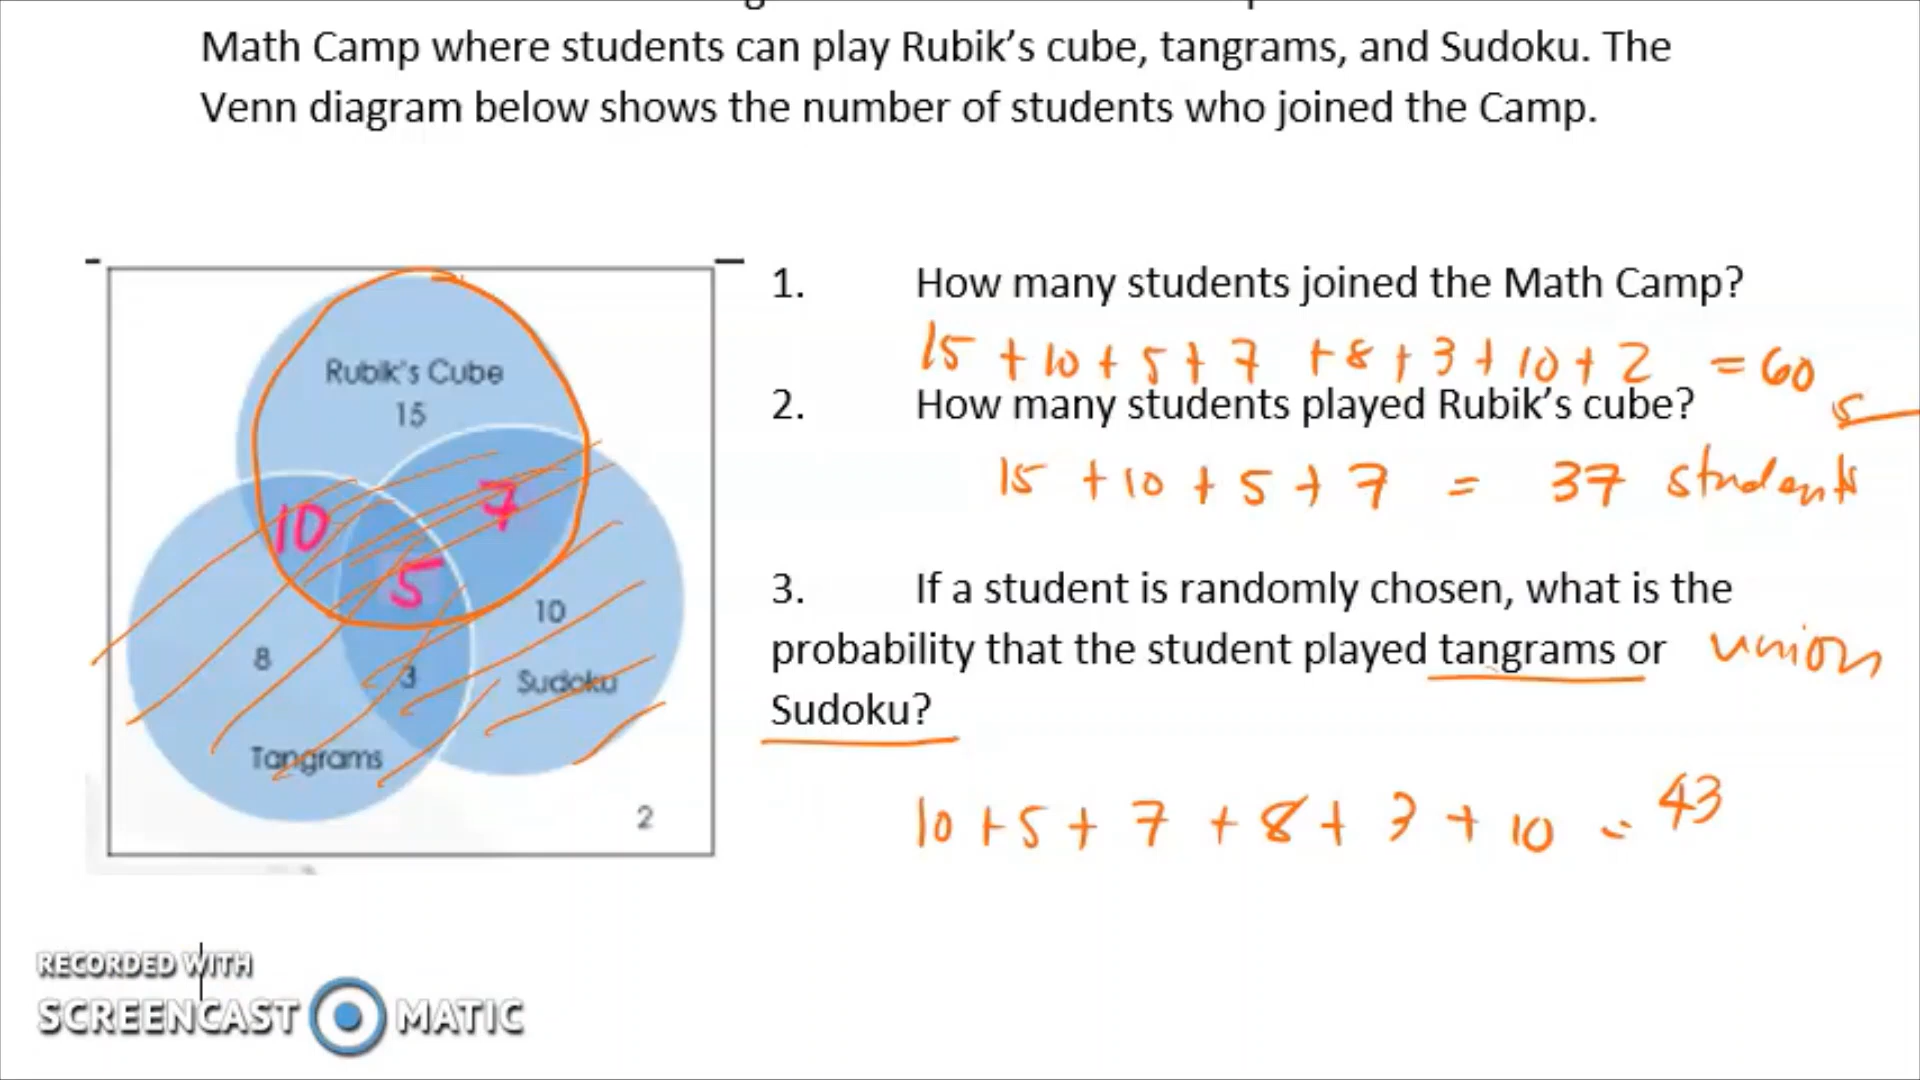 Math Camp where students can play Rubik's cube, tangrams, and Sudoku. The
Venn diagram below shows the number of students who joined the Camp.
Rubik's Cube
15
10
7
5
10
8
3
Sudoku
Tangrams
2
1. How many students joined the Math Camp?
15 + 10 + 5 + 7 + 8 + 3 + 10 + 2 = 60
s
2. How many students played Rubik's cube?
15 + 10 + 5 + 7 = 37 students
3. If a student is randomly chosen, what is the
probability that the student played tangrams or union
Sudoku?
10 + 5 + 7 + 8 + 3 + 10 = 43
RECORDED WITH
SCREENCAST MATIC